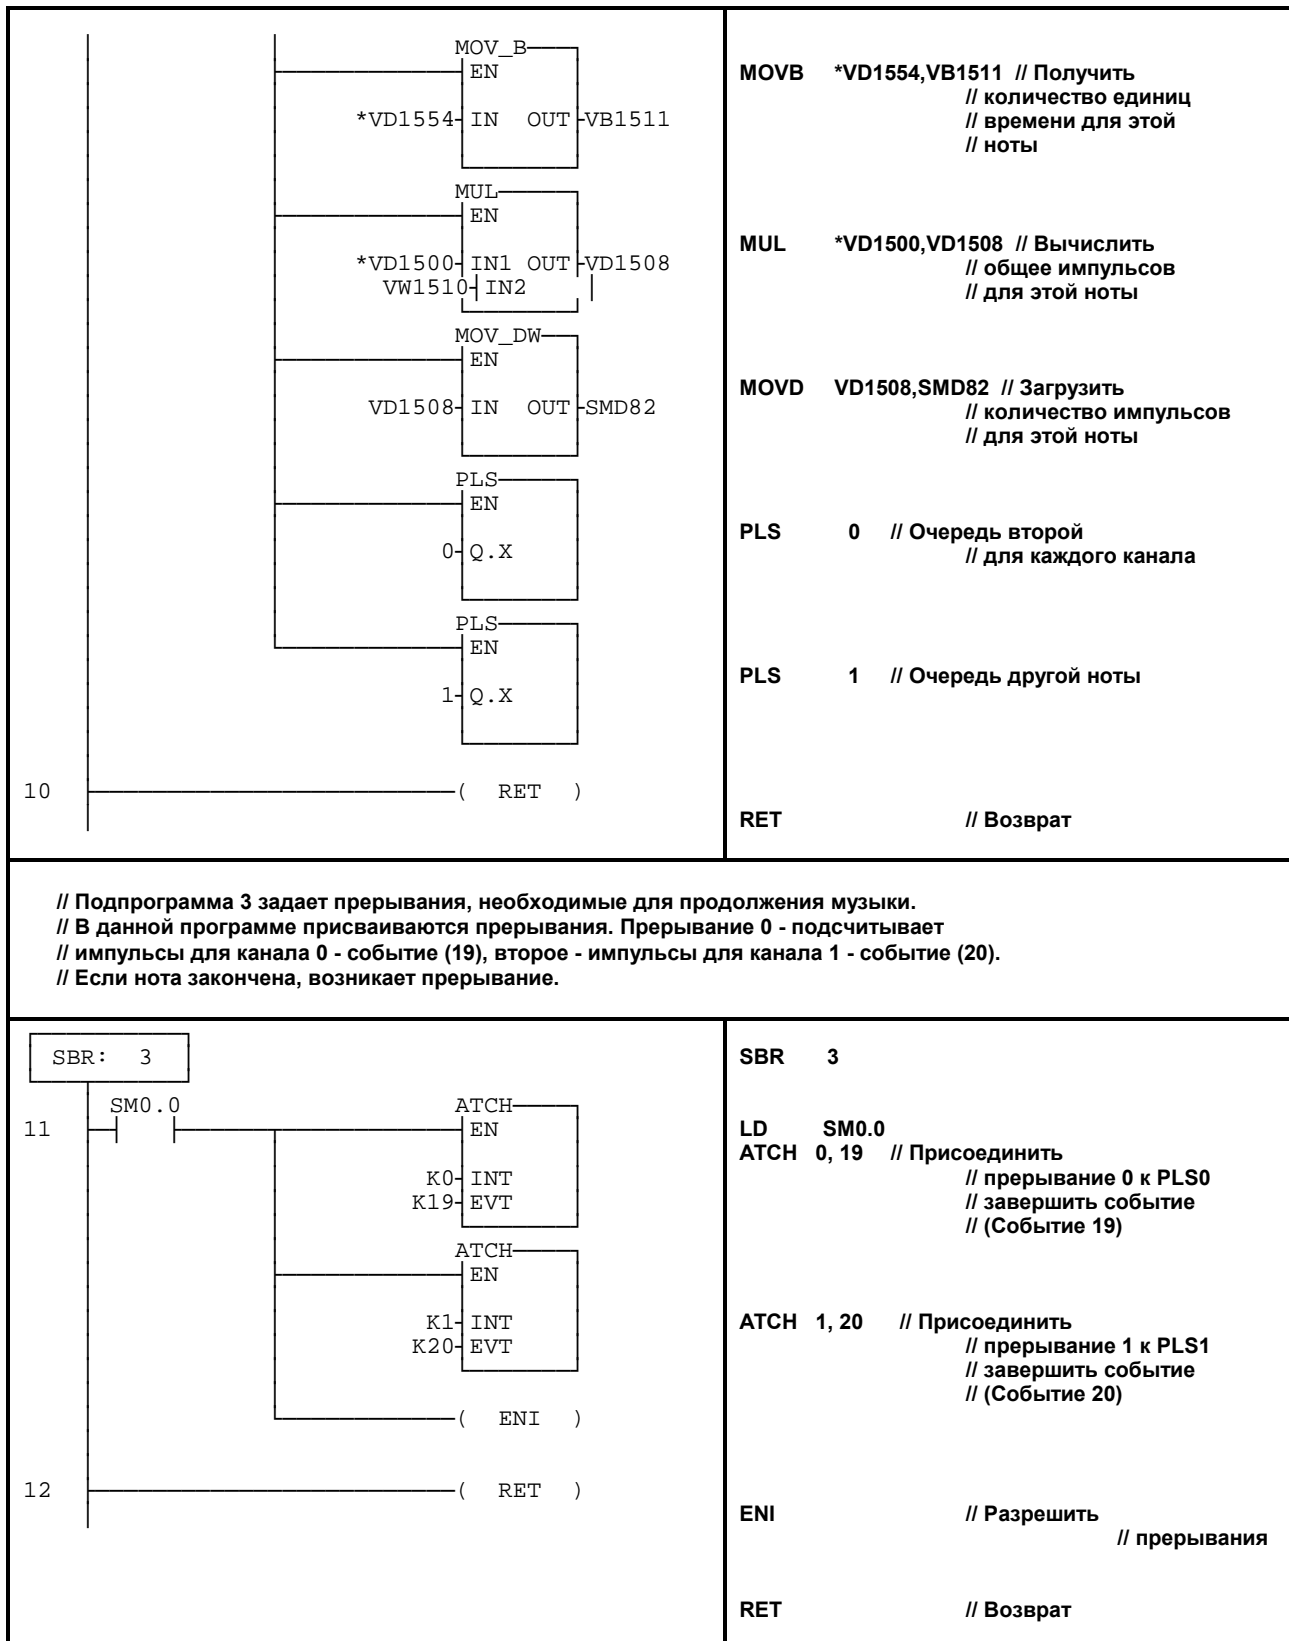 MOV_B
EN
*VD1554 IN OUT VB1511
MUL
EN
*VD1500 IN1 OUT VD1508
VW1510 IN2
MOV_DW
EN
VD1508 IN OUT SMD82
PLS
EN
0 Q.X
PLS
EN
1 Q.X
10 ( RET )
MOVB *VD1554,VB1511 // Получить
// количество единиц
// времени для этой
// ноты
MUL *VD1500,VD1508 // Вычислить
// общее импульсов
// для этой ноты
MOVD VD1508,SMD82 // Загрузить
// количество импульсов
// для этой ноты
PLS 0 // Очередь второй
// для каждого канала
PLS 1 // Очередь другой ноты
RET // Возврат
// Подпрограмма 3 задает прерывания, необходимые для продолжения музыки.
// В данной программе присваиваются прерывания. Прерывание 0 - подсчитывает
// импульсы для канала 0 - событие (19), второе - импульсы для канала 1 - событие (20).
// Если нота закончена, возникает прерывание.
SBR: 3
SM0.0 ATCH
11 EN
K0 INT
K19 EVT
ATCH
EN
K1 INT
K20 EVT
( ENI )
12 ( RET )
SBR 3
LD SM0.0
ATCH 0, 19 // Присоединить
// прерывание 0 к PLS0
// завершить событие
// (Событие 19)
ATCH 1, 20 // Присоединить
// прерывание 1 к PLS1
// завершить событие
// (Событие 20)
ENI // Разрешить
// прерывания
RET // Возврат